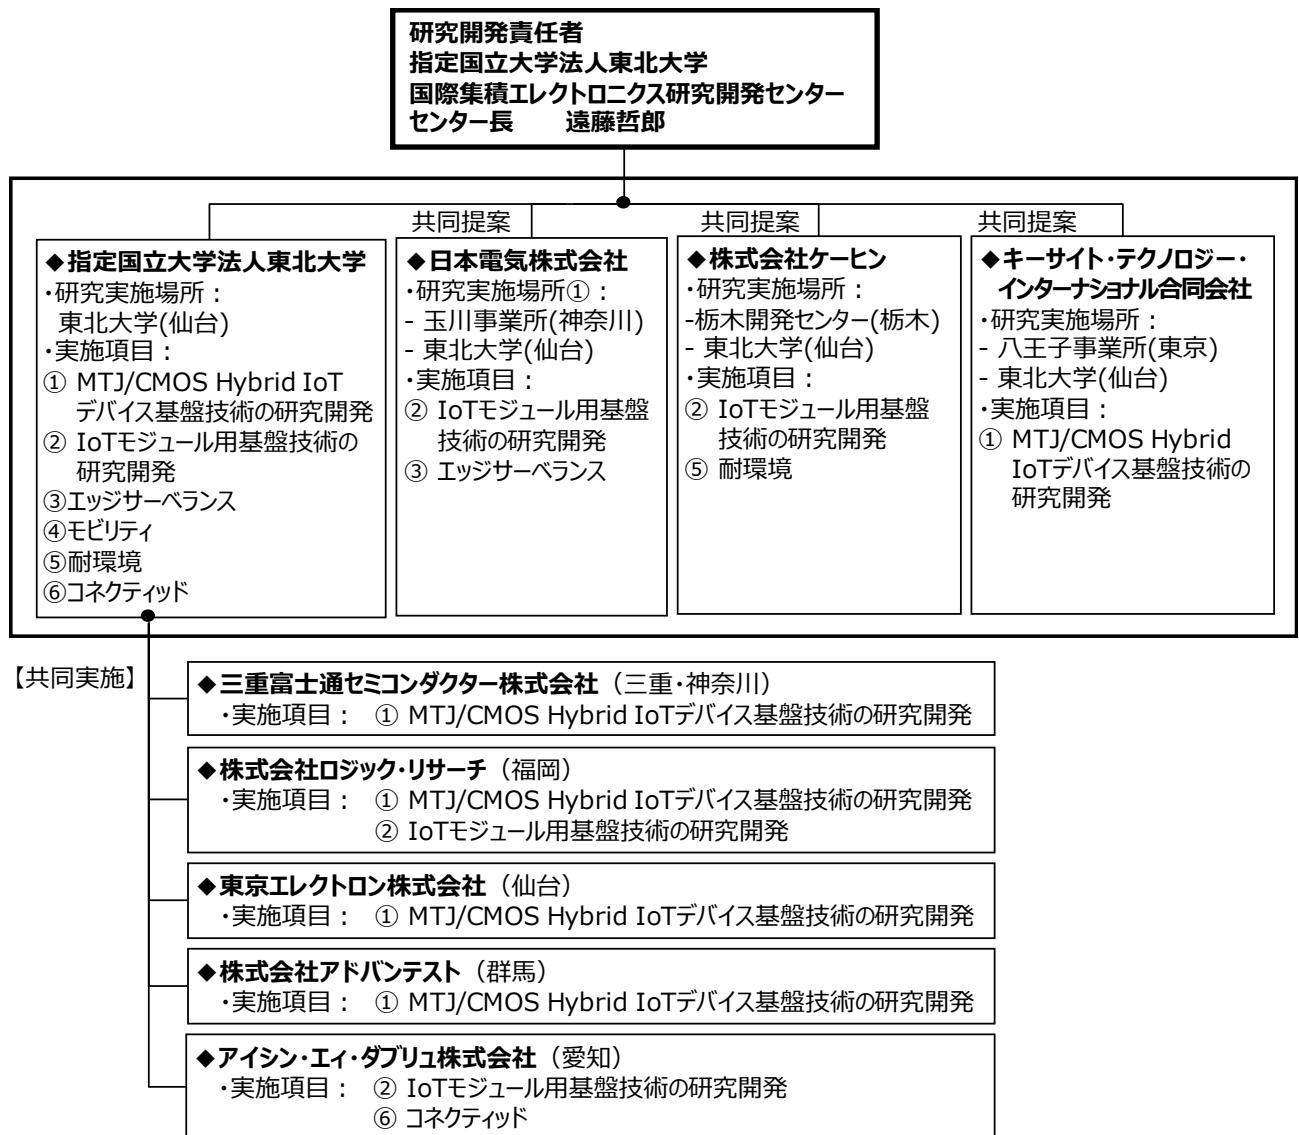 研究開発責任者
指定国立大学法人東北大学
国際集積エレクトロニクス研究開発センター
センター長　　遠藤哲郎
◆指定国立大学法人東北大学
･研究実施場所：
東北大学(仙台)
･実施項目：
① MTJ/CMOS Hybrid IoT
デバイス基盤技術の研究開発
② IoTモジュール用基盤技術の
研究開発
③エッジサーベランス
④モビリティ
⑤耐環境
⑥コネクティッド
共同提案
◆日本電気株式会社
･研究実施場所①：
- 玉川事業所(神奈川)
- 東北大学(仙台)
･実施項目：
② IoTモジュール用基盤
技術の研究開発
③ エッジサーベランス
共同提案
◆株式会社ケーヒン
･研究実施場所：
-栃木開発センター(栃木)
- 東北大学(仙台)
･実施項目：
② IoTモジュール用基盤
技術の研究開発
⑤ 耐環境
共同提案
◆キーサイト・テクノロジー・
インターナショナル合同会社
･研究実施場所：
- 八王子事業所(東京)
- 東北大学(仙台)
･実施項目：
① MTJ/CMOS Hybrid
IoTデバイス基盤技術の
研究開発
【共同実施】
◆三重富士通セミコンダクター株式会社（三重･神奈川）
･実施項目： ① MTJ/CMOS Hybrid IoTデバイス基盤技術の研究開発
◆株式会社ロジック・リサーチ（福岡）
･実施項目： ① MTJ/CMOS Hybrid IoTデバイス基盤技術の研究開発
② IoTモジュール用基盤技術の研究開発
◆東京エレクトロン株式会社（仙台）
･実施項目： ① MTJ/CMOS Hybrid IoTデバイス基盤技術の研究開発
◆株式会社アドバンテスト（群馬）
･実施項目： ① MTJ/CMOS Hybrid IoTデバイス基盤技術の研究開発
◆アイシン・エィ・ダブリュ株式会社（愛知）
･実施項目： ② IoTモジュール用基盤技術の研究開発
⑥ コネクティッド